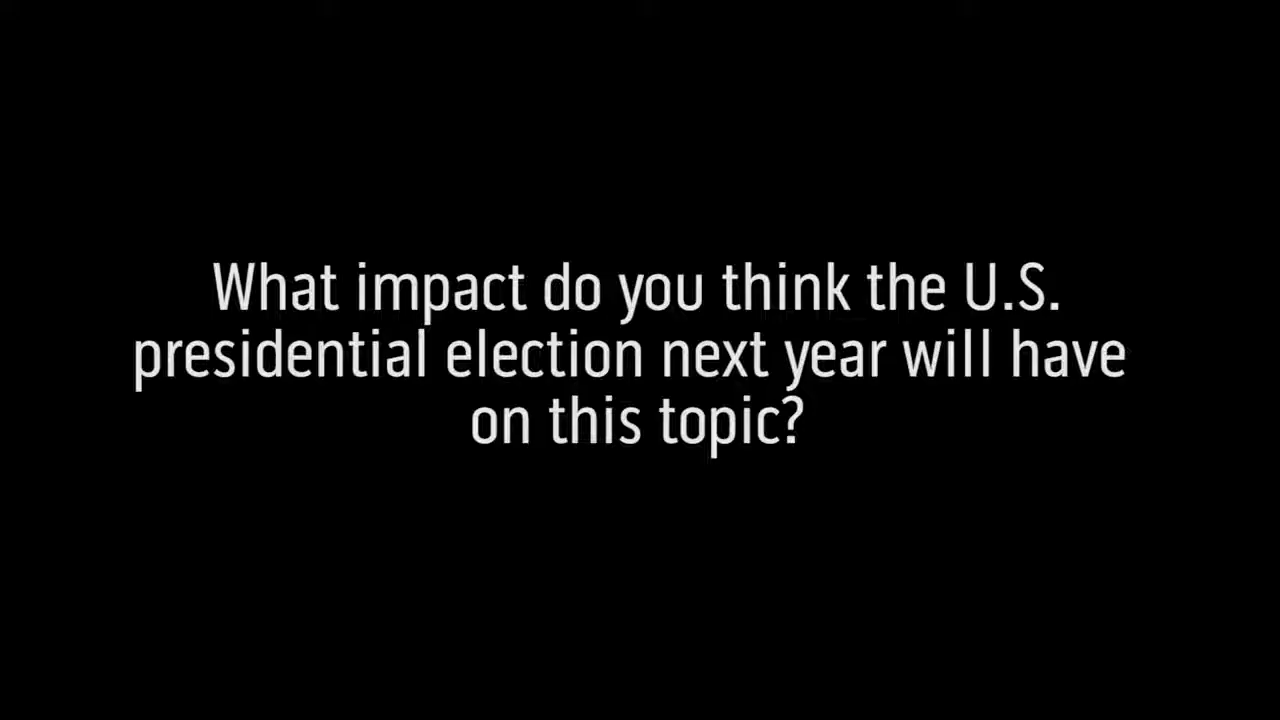 What impact do you think the U.S.
presidential election next year will have
on this topic?